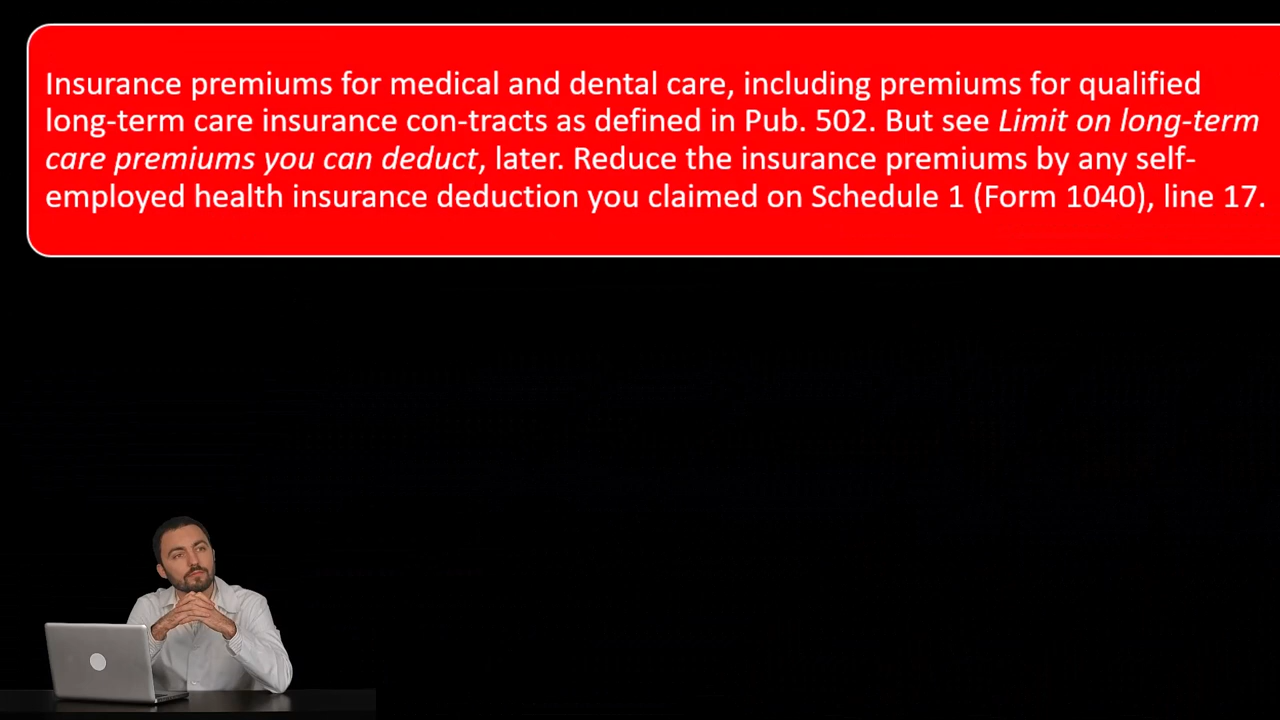 Insurance premiums for medical and dental care, including premiums for qualified
long-term care insurance con-tracts as defined in Pub. 502. But see Limit on long-term
care premiums you can deduct, later. Reduce the insurance premiums by any self-
employed health insurance deduction you claimed on Schedule 1 (Form 1040), line 17.